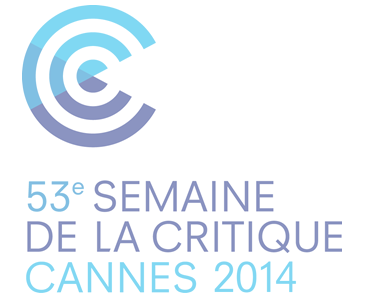 53e SEMAINE
DE LA CRITIQUE
CANNES 2014